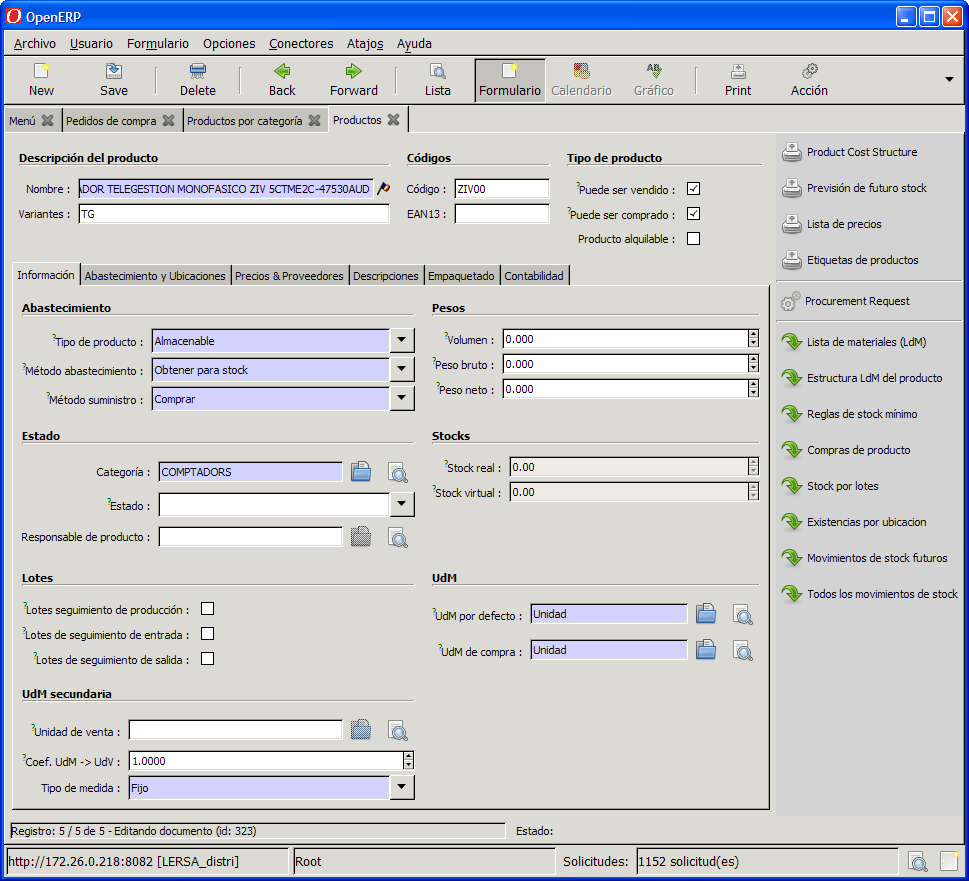 OpenERP
Archivo Usuario Formulario Opciones Conectores Atajos Ayuda
New Save Delete Back Forward Lista Formulario Calendario Gráfico Print Acción
Menú Pedidos de compra Productos por categoría Productos
Descripción del producto
Nombre : ADOR TELEGESTION MONOFASICO ZIV 5CTME2C-47530AUD
Variantes : TG
Códigos
Código : ZIV00
EAN13 :
Tipo de producto
?Puede ser vendido :
?Puede ser comprado :
Producto alquilable :
Información Abastecimiento y Ubicaciones Precios & Proveedores Descripciones Empaquetado Contabilidad
Abastecimiento
?Tipo de producto : Almacenable
?Método abastecimiento : Obtener para stock
?Método suministro : Comprar
Pesos
?Volumen : 0.000
?Peso bruto : 0.000
?Peso neto : 0.000
Estado
Categoría : COMPTADORS
?Estado :
Responsable de producto :
Stocks
?Stock real : 0.00
?Stock virtual : 0.00
Lotes
?Lotes seguimiento de producción :
?Lotes de seguimiento de entrada :
?Lotes de seguimiento de salida :
UdM
?UdM por defecto : Unidad
?UdM de compra : Unidad
UdM secundaria
?Unidad de venta :
?Coef. UdM -> UdV : 1.0000
Tipo de medida : Fijo
Product Cost Structure
Previsión de futuro stock
Lista de precios
Etiquetas de productos
Procurement Request
Lista de materiales (LdM)
Estructura LdM del producto
Reglas de stock mínimo
Compras de producto
Stock por lotes
Existencias por ubicacion
Movimientos de stock futuros
Todos los movimientos de stock
Registro: 5 / 5 de 5 - Editando documento (id: 323) Estado:
http://172.26.0.218:8082 [LERSA_distri] Root Solicitudes: 1152 solicitud(es)